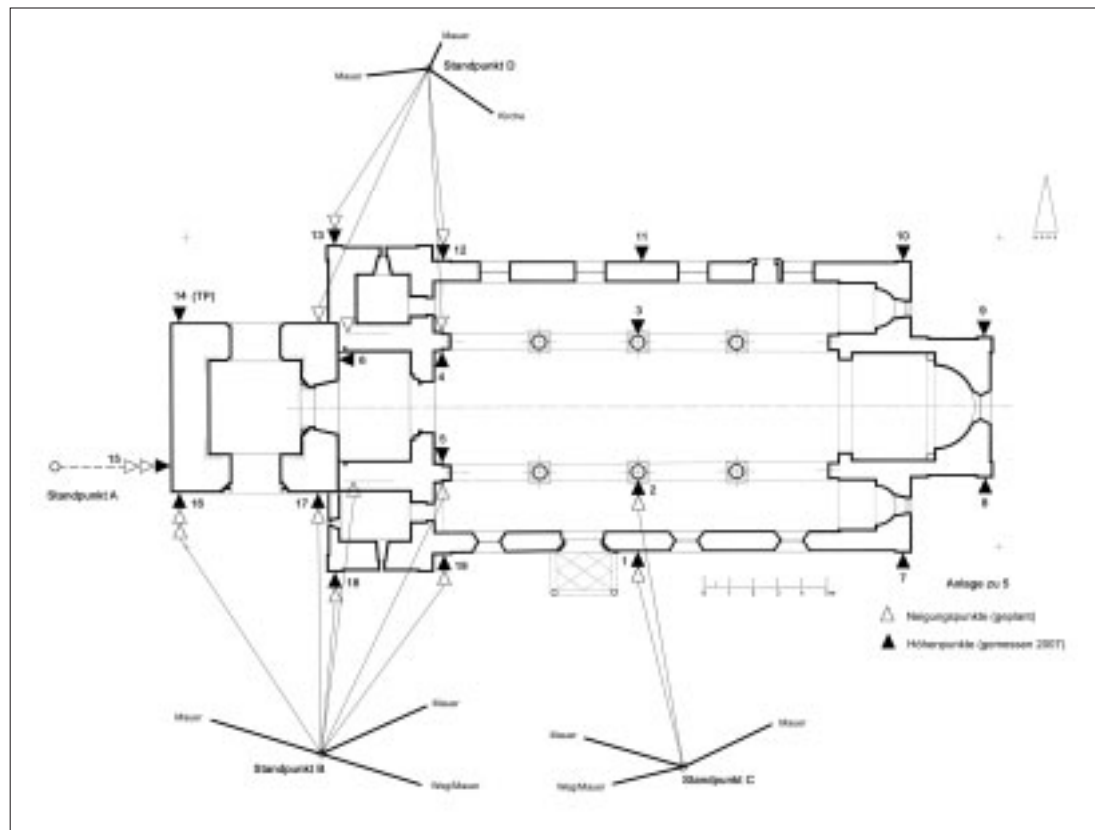 Mauer
Mauer
Standpunkt D
Kirche
13
12
11
10
14 (TP)
3
9
6
4
15
5
Standpunkt A
16
17
2
8
1
19
7
18
Anlage zu 5
Neigungspunkte (geplant)
Höhenpunkte (gemessen 2007)
Mauer
Mauer
Mauer
Mauer
Standpunkt B
Weg/Mauer
Weg/Mauer
Standpunkt C